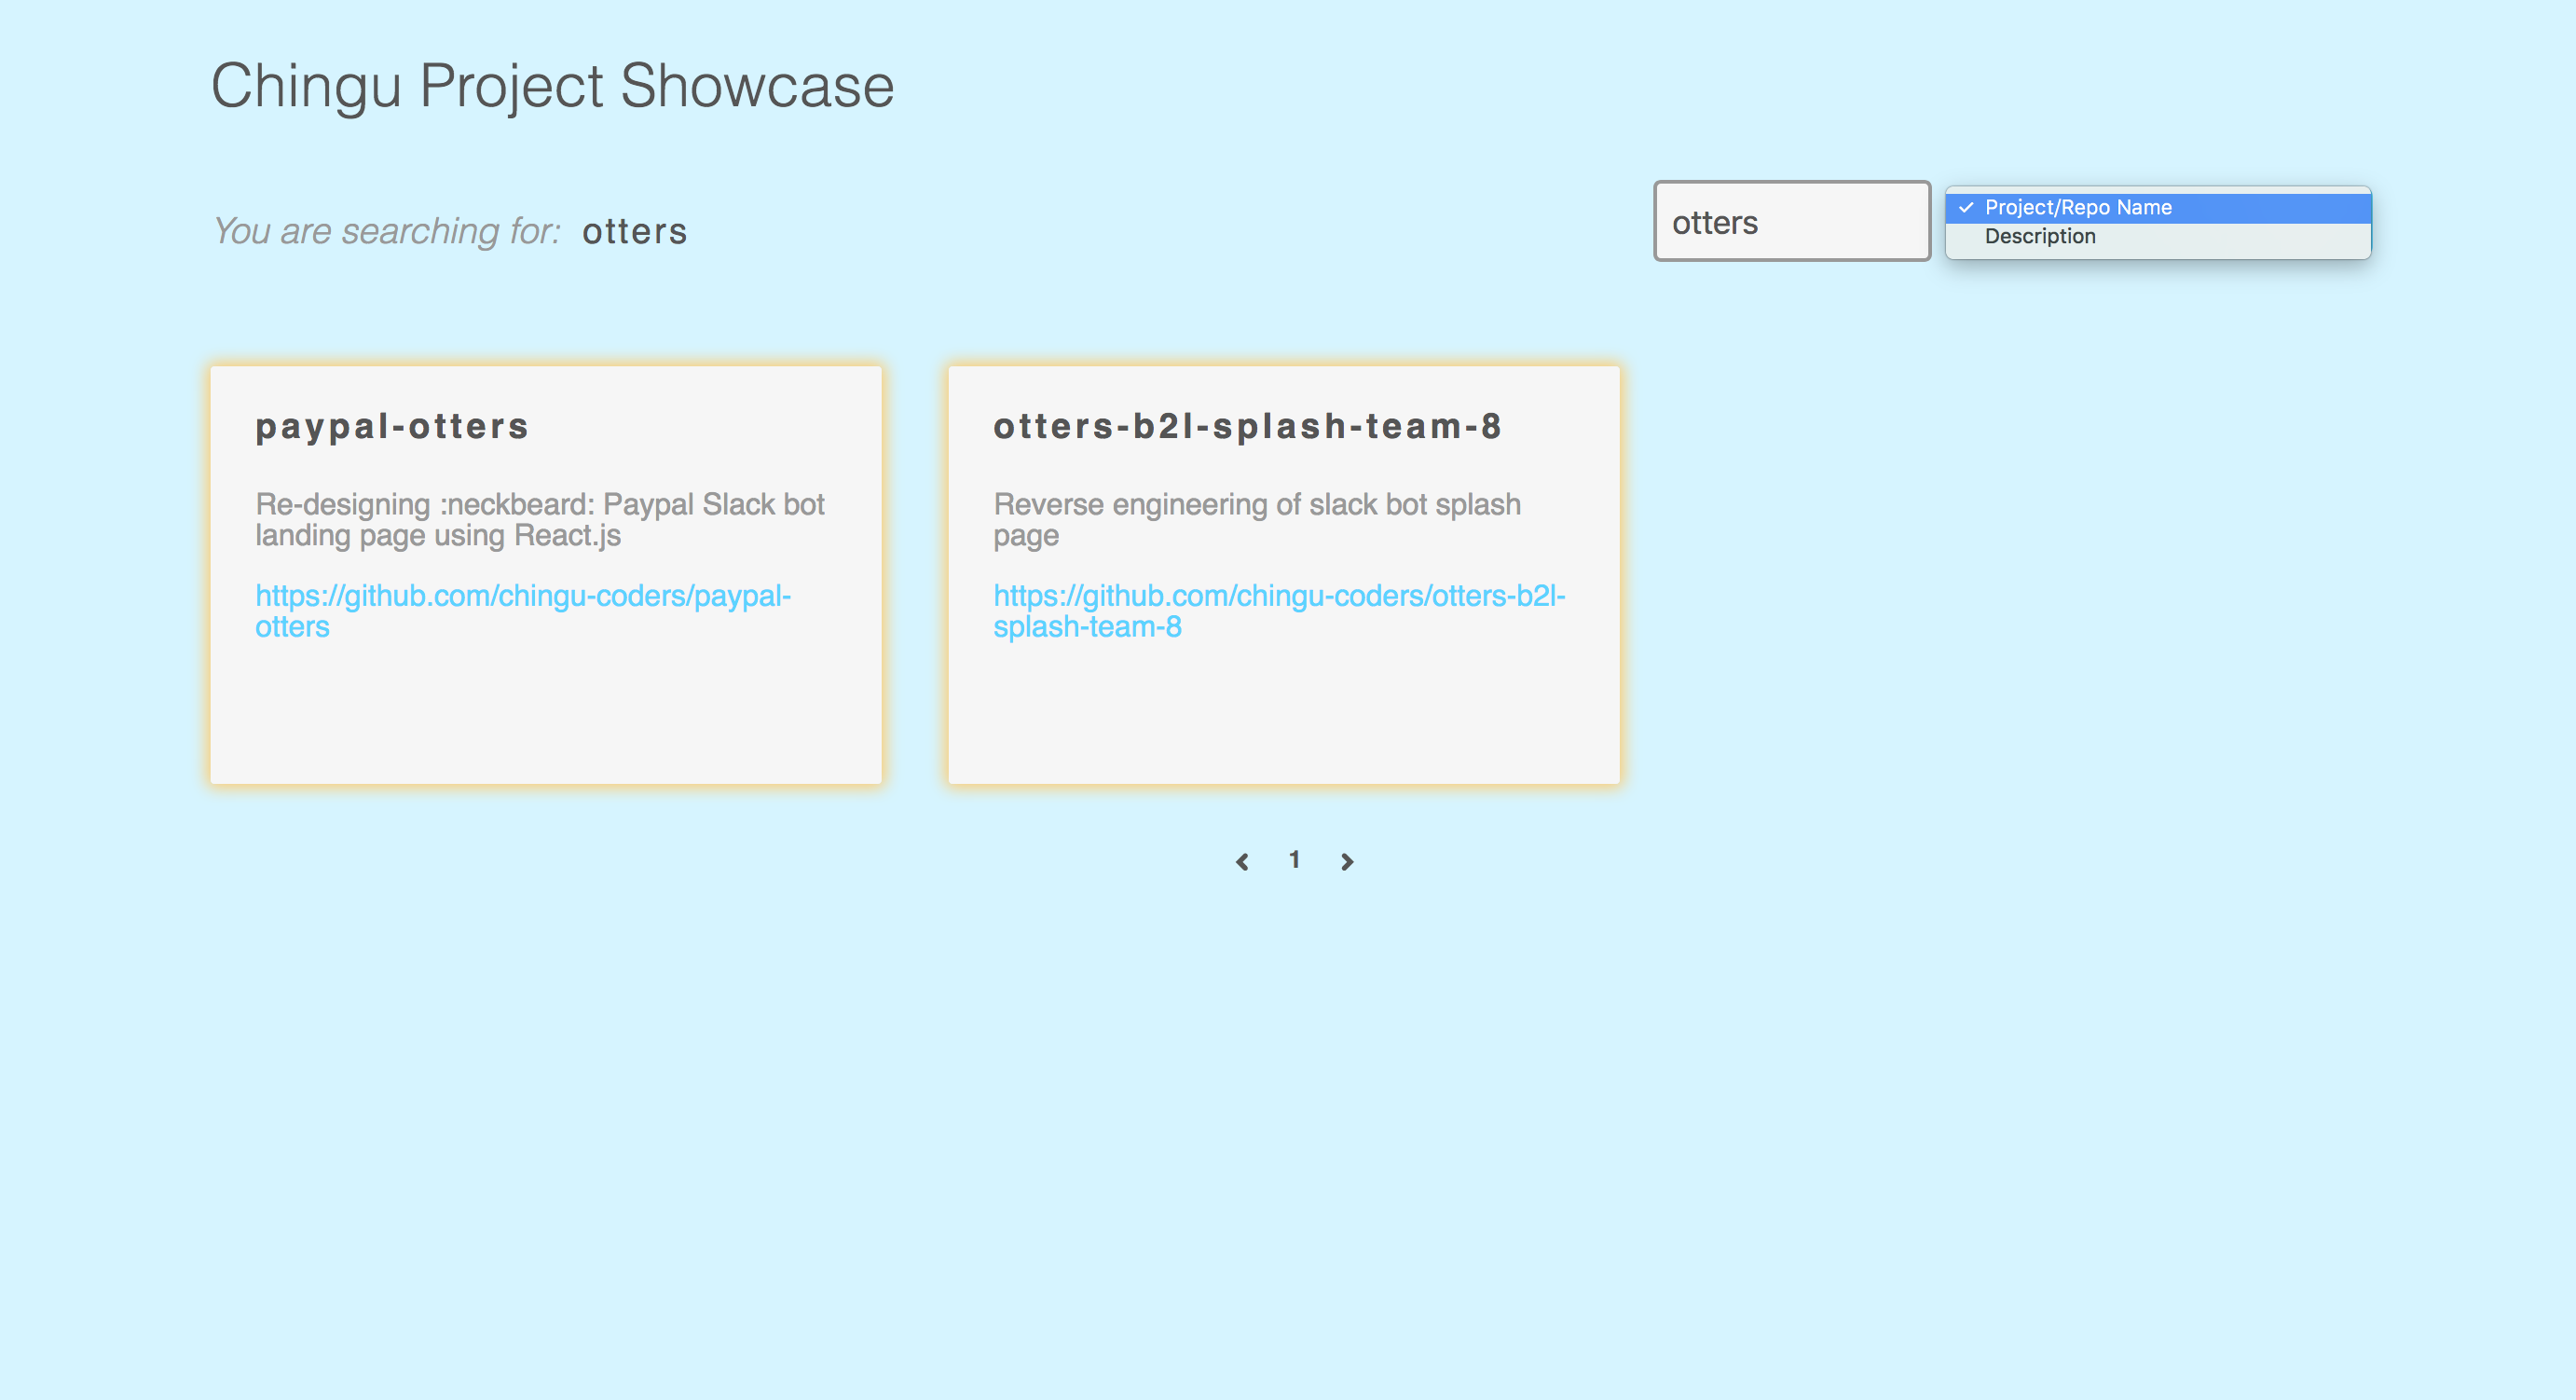 Chingu Project Showcase
You are searching for: otters
otters
✓ Project/Repo Name
Description
paypal-otters
Re-designing :neckbeard: Paypal Slack bot
landing page using React.js
https://github.com/chingu-coders/paypal-
otters
otters-b2l-splash-team-8
Reverse engineering of slack bot splash
page
https://github.com/chingu-coders/otters-b2l-
splash-team-8
1